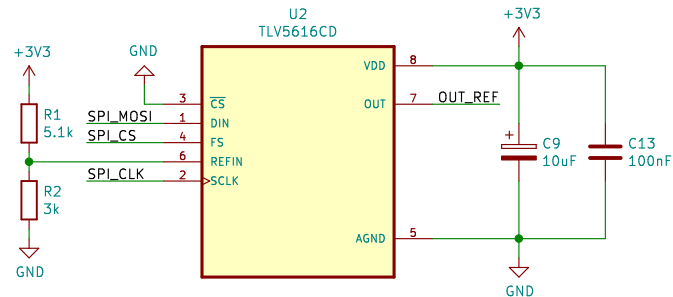 U2
TLV5616CD
+3V3
GND
+3V3
R1
5.1k
R2
3k
GND
SPI_MOSI
SPI_CS
SPI_CLK
3
1
4
6
2
CS
DIN
FS
REFIN
SCLK
VDD
OUT
AGND
8
7
5
OUT_REF
+
C9
10uF
C13
100nF
GND